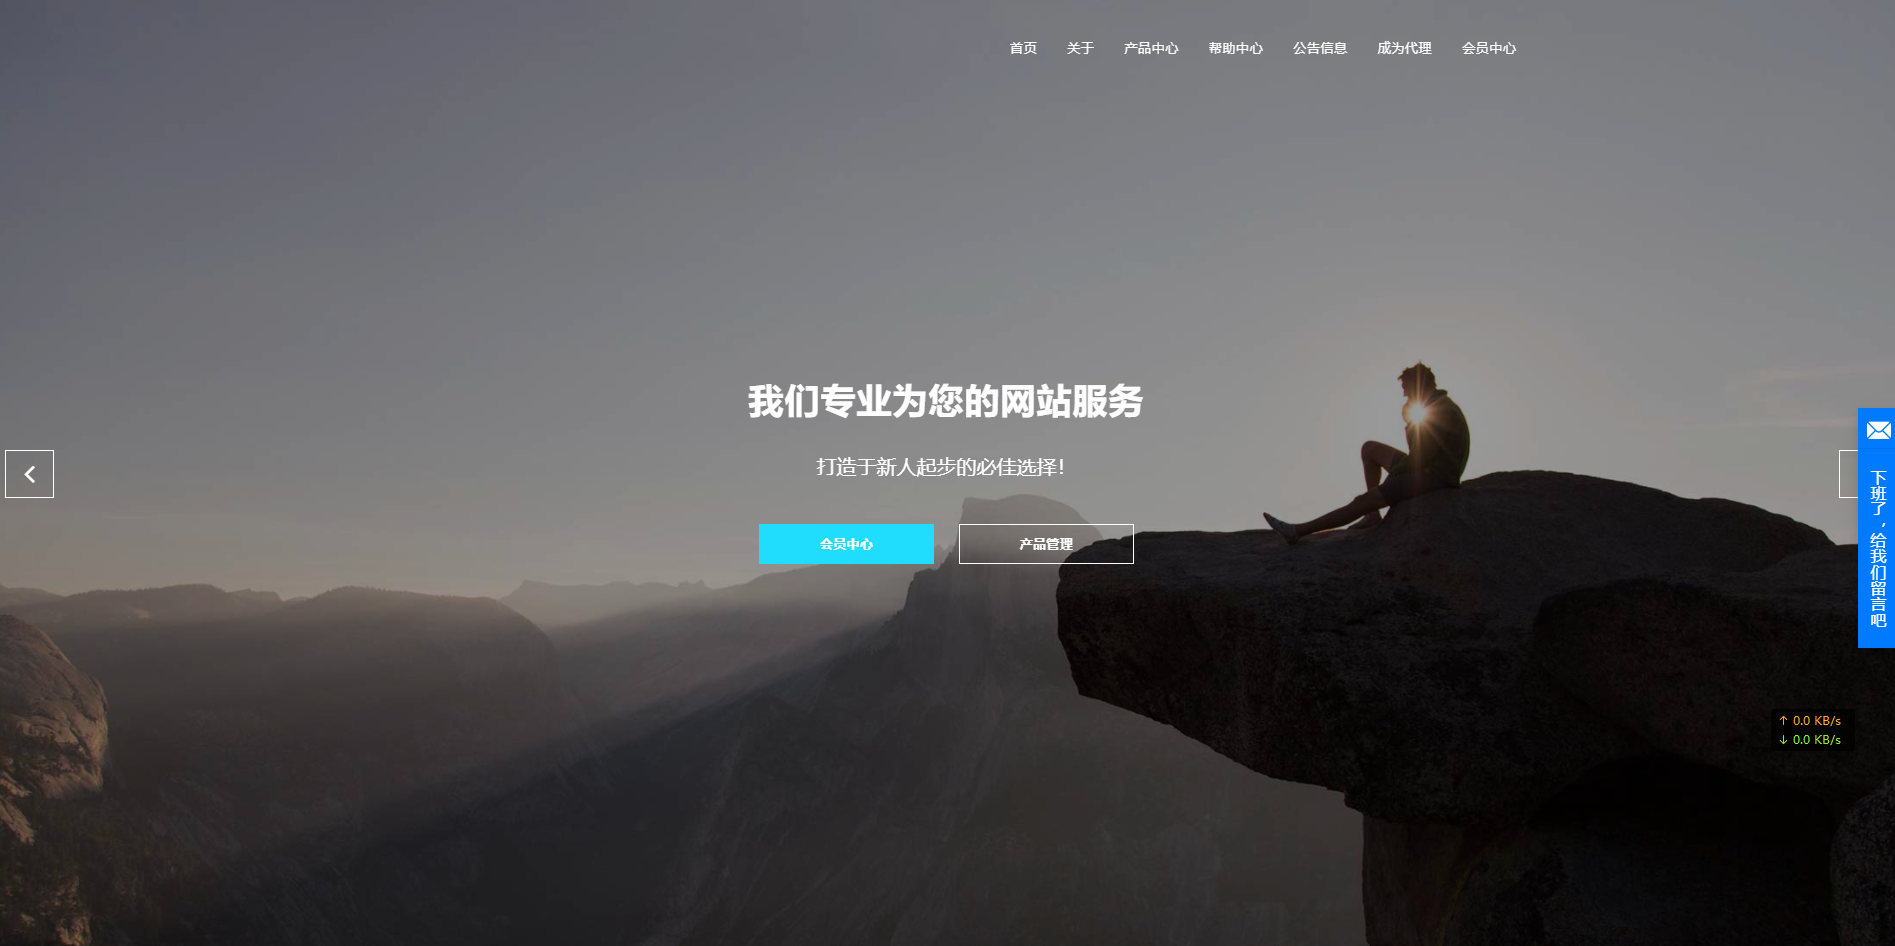 首页 关于 产品中心 帮助中心 公告信息 成为代理 会员中心
我们专业为您的网站服务
打造于新人起步的必佳选择!
会员中心 产品管理
下班了，给我们留言吧
↑ 0.0 KB/s
↓ 0.0 KB/s